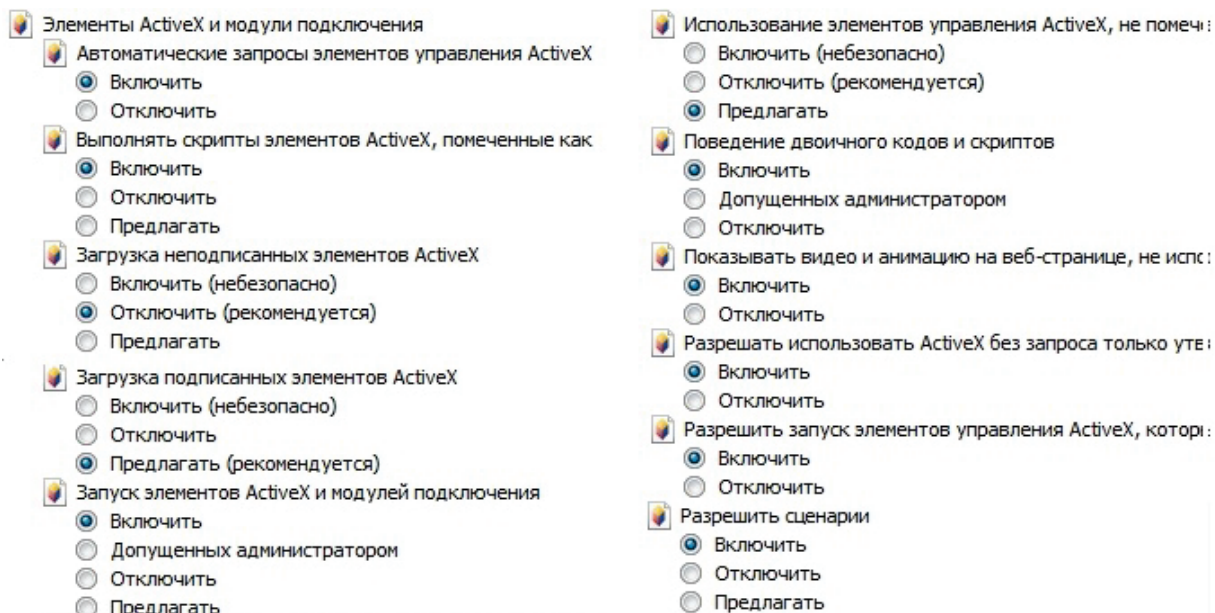 Элементы ActiveX и модули подключения
Автоматические запросы элементов управления ActiveX
Включить
Отключить
Выполнять скрипты элементов ActiveX, помеченные как
Включить
Отключить
Предлагать
Загрузка неподписанных элементов ActiveX
Включить (небезопасно)
Отключить (рекомендуется)
Предлагать
Загрузка подписанных элементов ActiveX
Включить (небезопасно)
Отключить
Предлагать (рекомендуется)
Запуск элементов ActiveX и модулей подключения
Включить
Допущенных администратором
Отключить
Предлагать
Использование элементов управления ActiveX, не
Включить (небезопасно)
Отключить (рекомендуется)
Предлагать
Поведение двоичного кодов и скриптов
Включить
Допущенных администратором
Отключить
Показывать видео и анимацию на веб-странице, не
Включить
Отключить
Разрешать использовать ActiveX без запроса только
Включить
Отключить
Разрешить запуск элементов управления ActiveX,
Включить
Отключить
Разрешить сценарии
Включить
Отключить
Предлагать